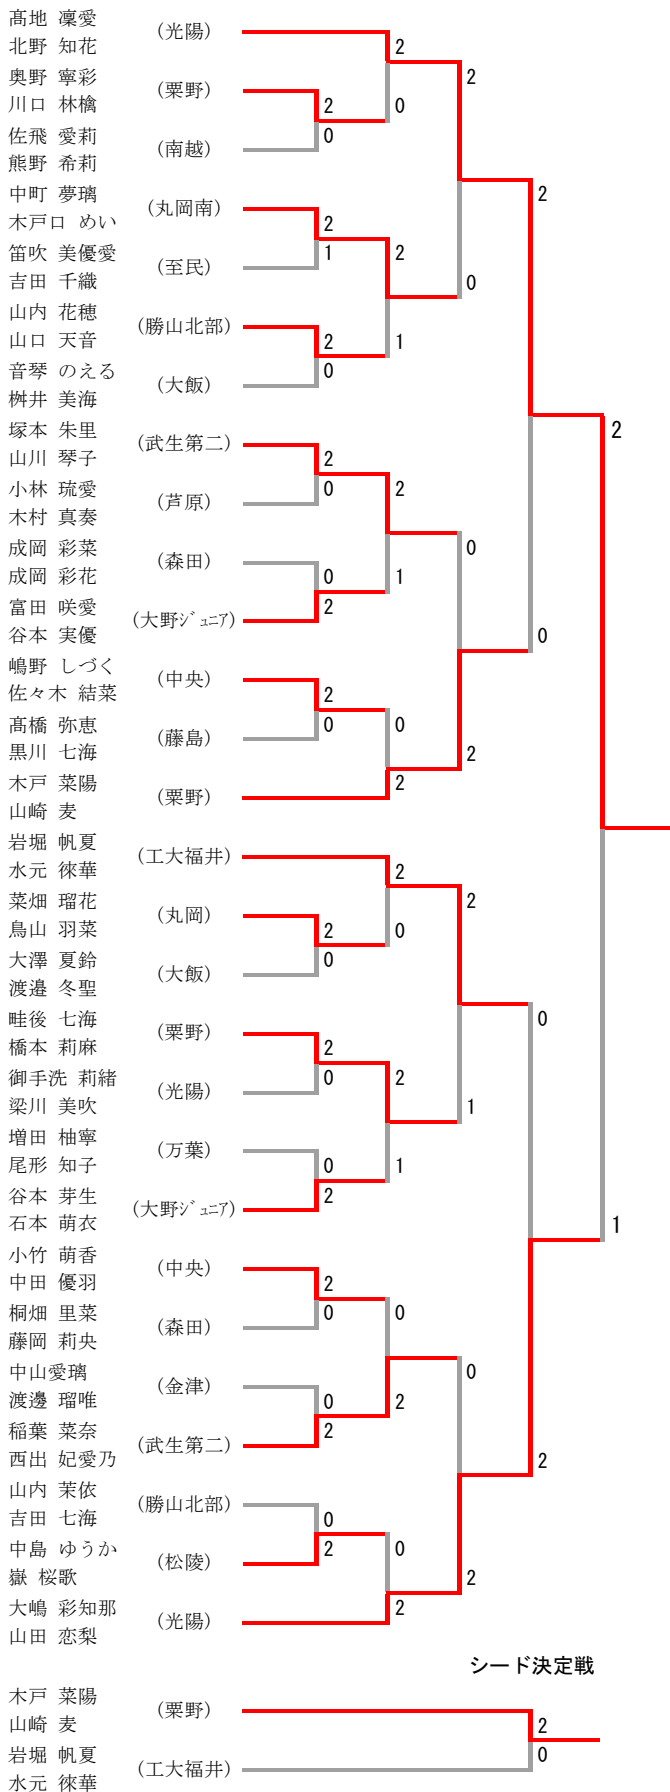 髙地 凜愛
北野 知花
(光陽)
2
2
奥野 寧彩
川口 林檎
(栗野)
2
0
0
佐飛 愛莉
熊野 希莉
(南越)
中町 夢璃
木戸口 めい
(丸岡南)
2
2
笛吹 美優愛
吉田 千織
(至民)
1
2
0
山内 花穂
山口 天音
(勝山北部)
2
1
音琴 のえる
桝井 美海
(大飯)
0
2
塚本 朱里
山川 琴子
(武生第二)
2
小林 琉愛
木村 真奏
(芦原)
0
2
成岡 彩菜
成岡 彩花
(森田)
0
1
0
富田 咲愛
谷本 実優
(大野ｼﾞｭﾆｱ)
2
0
嶋野 しづく
佐々木 結菜
(中央)
2
髙橋 弥恵
黒川 七海
(藤島)
0
0
2
木戸 菜陽
山崎 麦
(粟野)
2
岩堀 帆夏
水元 徠華
(工大福井)
2
2
菜畑 瑠花
鳥山 羽菜
(丸岡)
2
0
大澤 夏鈴
渡邉 冬聖
(大飯)
0
畦後 七海
橋本 莉麻
(粟野)
2
0
御手洗 莉緒
梁川 美吹
(光陽)
0
2
1
増田 柚寧
尾形 知子
(万葉)
0
1
谷本 芽生
石本 萌衣
(大野ｼﾞｭﾆｱ)
2
1
小竹 萌香
中田 優羽
(中央)
2
桐畑 里菜
藤岡 莉央
(森田)
0
0
中山愛璃
渡邊 瑠唯
(金津)
0
2
0
稲葉 菜奈
西出 妃愛乃
(武生第二)
2
2
山内 茉依
吉田 七海
(勝山北部)
0
中島 ゆうか
嶽 桜歌
(松陵)
2
0
2
大嶋 彩知那
山田 恋梨
(光陽)
2
シード決定戦
木戸 菜陽
山崎 麦
(粟野)
2
岩堀 帆夏
水元 徠華
(工大福井)
0